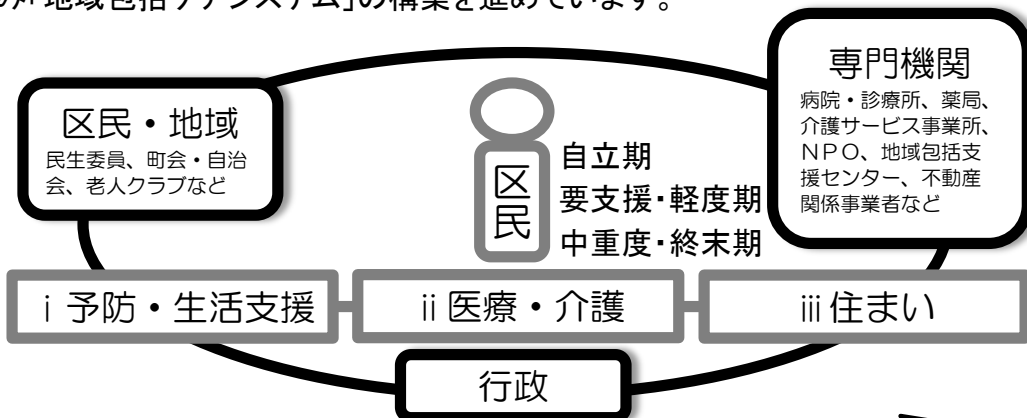 「地域包括ケアシステム」の構築を進めています。
専門機関
病院・診療所、薬局、
介護サービス事業所、
ＮＰＯ、地域包括支
援センター、不動産
関係事業者など
区民・地域
民生委員、町会・自治
会、老人クラブなど
区民
自立期
要支援・軽度期
中重度・終末期
ⅰ 予防・生活支援
ⅱ 医療・介護
ⅲ 住まい
行政